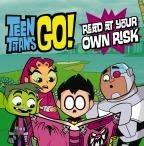 TEEN
TITANS
GO!
READ AT YOUR
OWN RISK